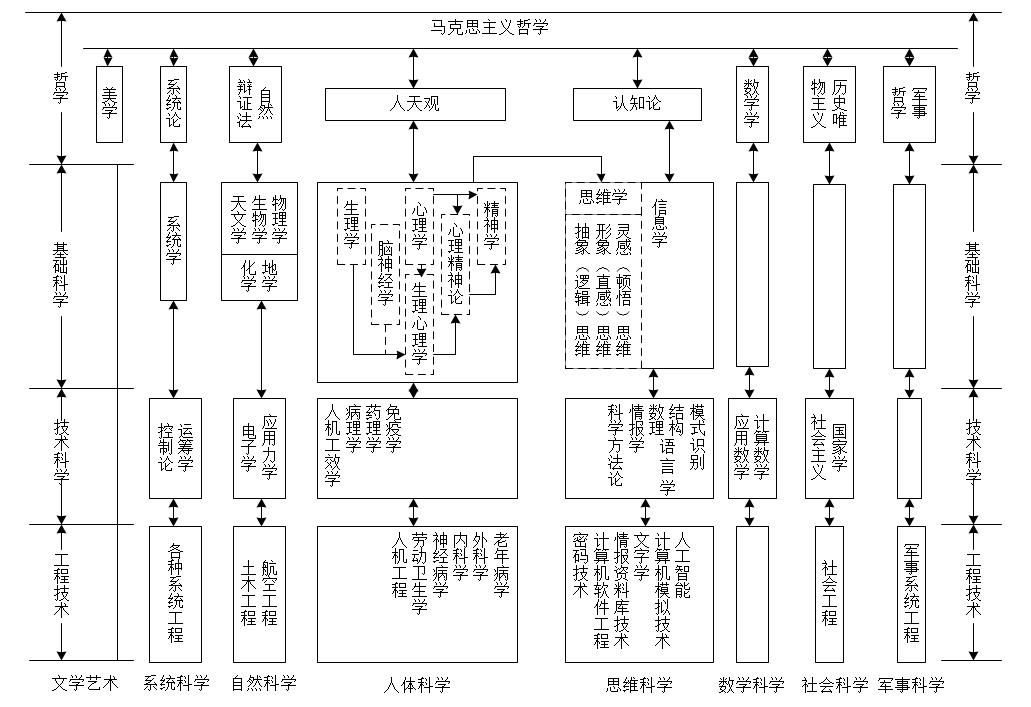 马克思主义哲学
哲学
美学
系统论
自然
辩证法
人天观
认知论
数学学
历史唯
物主义
军事
哲学
哲学
基础科学
系统学
物理学
生物学
天文学
地学
化学
生理学
脑神经学
心理学
生理心理学
心理精神论
精神学
思维学
灵感（顿悟）思维
形象（直感）思维
抽象（逻辑）思维
信息学
基础科学
技术科学
运筹学
控制论
应用力学
电子学
免疫学
药理学
病理学
人机工效学
模式识别
结构语言学
数理
情报学
科学方法论
计算数学
应用数学
国家学
社会主义
技术科学
工程技术
各种系统工程
航空工程
土木工程
老年病学
外科学
内科学
神经病学
劳动卫生学
人机工程
人工智能
计算机模拟技术
文字学
情报资料库技术
计算机软件工程
密码技术
社会工程
军事系统工程
工程技术
文学艺术
系统科学
自然科学
人体科学
思维科学
数学科学
社会科学
军事科学